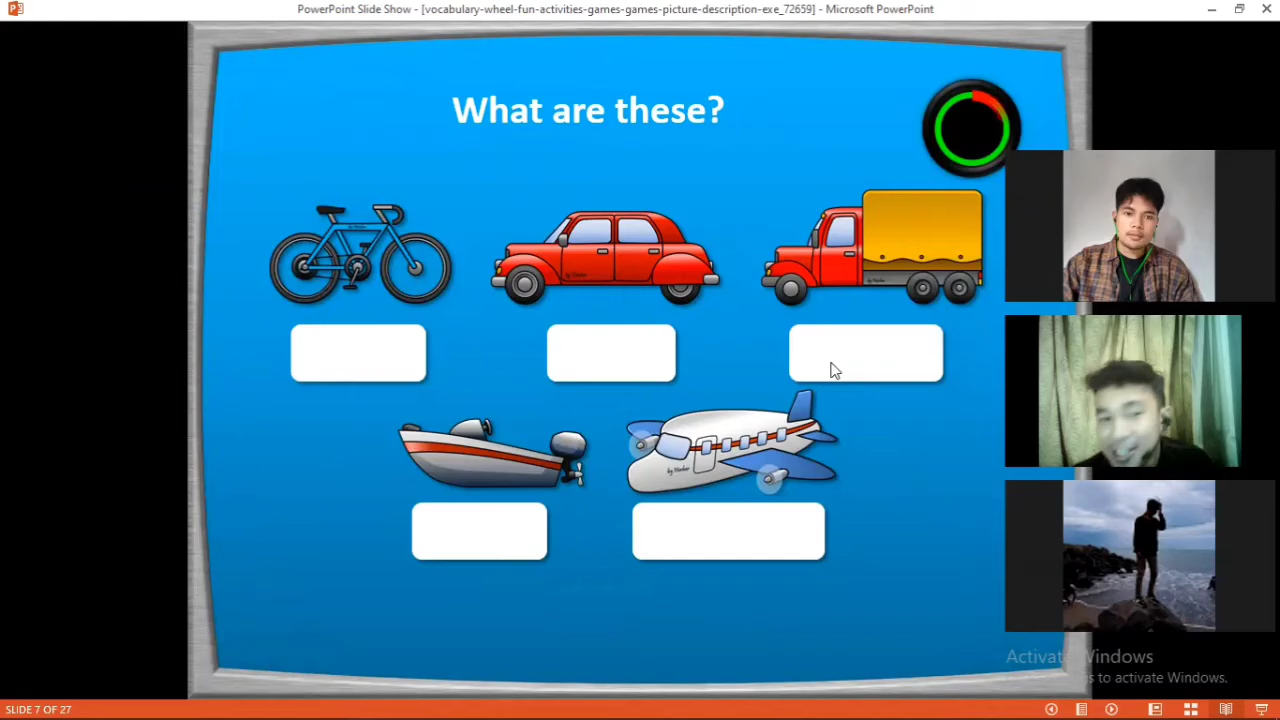 PowerPoint Slide Show - [vocabulary-wheel-fun-activities-games-games-picture-description-exe_72659] - Microsoft PowerPoint
What are these?
Activate Windows
to activate Windows.
SLIDE 7 OF 27